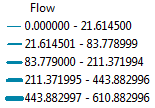 Flow
0.000000 - 21.614500
21.614501 - 83.778999
83.779000 - 211.371994
211.371995 - 443.882996
443.882997 - 610.882996